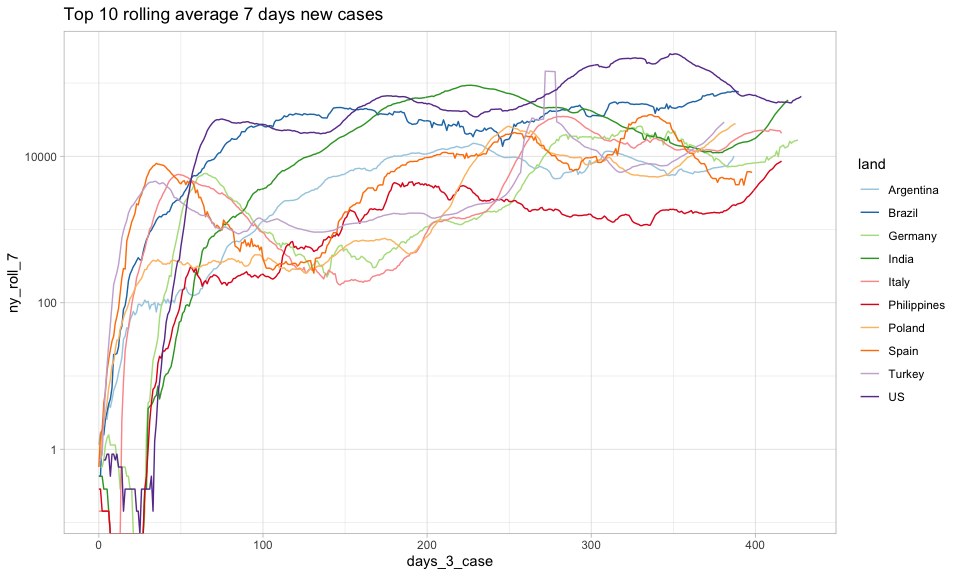 Top 10 rolling average 7 days new cases
ny_roll_7
10000
100
1
0
100
200
300
400
days_3_case
land
Argentina
Brazil
Germany
India
Italy
Philippines
Poland
Spain
Turkey
US